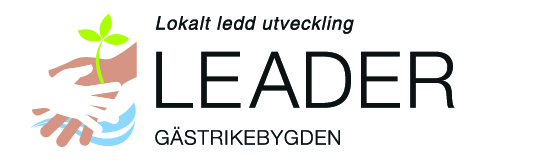 Lokalt ledd utveckling
LEADER
GÄSTRIKEBYGDEN